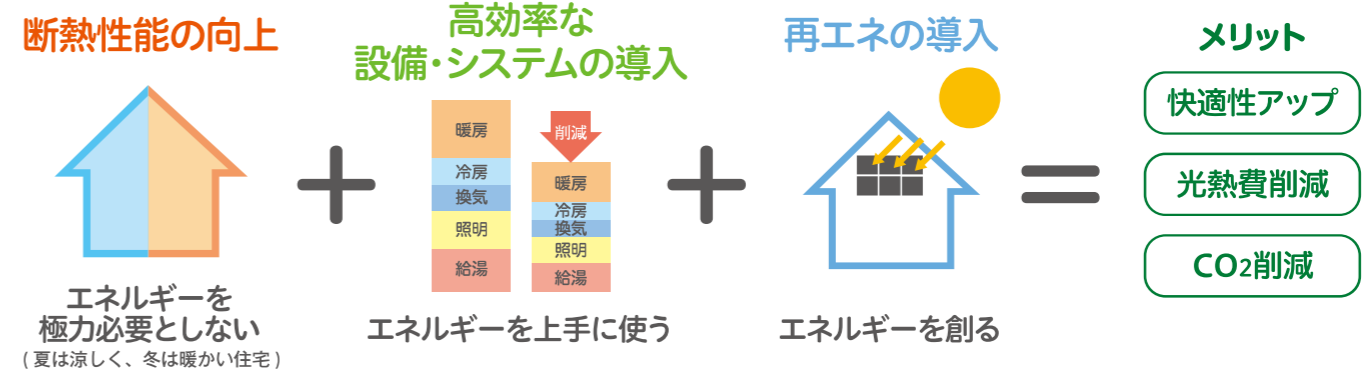 断熱性能の向上
エネルギーを
極力必要としない
(夏は涼しく、冬は暖かい住宅)
高効率な
設備・システムの導入
暖房
冷房
換気
照明
給湯
削減
暖房
冷房
換気
照明
給湯
エネルギーを上手に使う
再エネの導入
エネルギーを創る
メリット
快適性アップ
光熱費削減
CO2削減